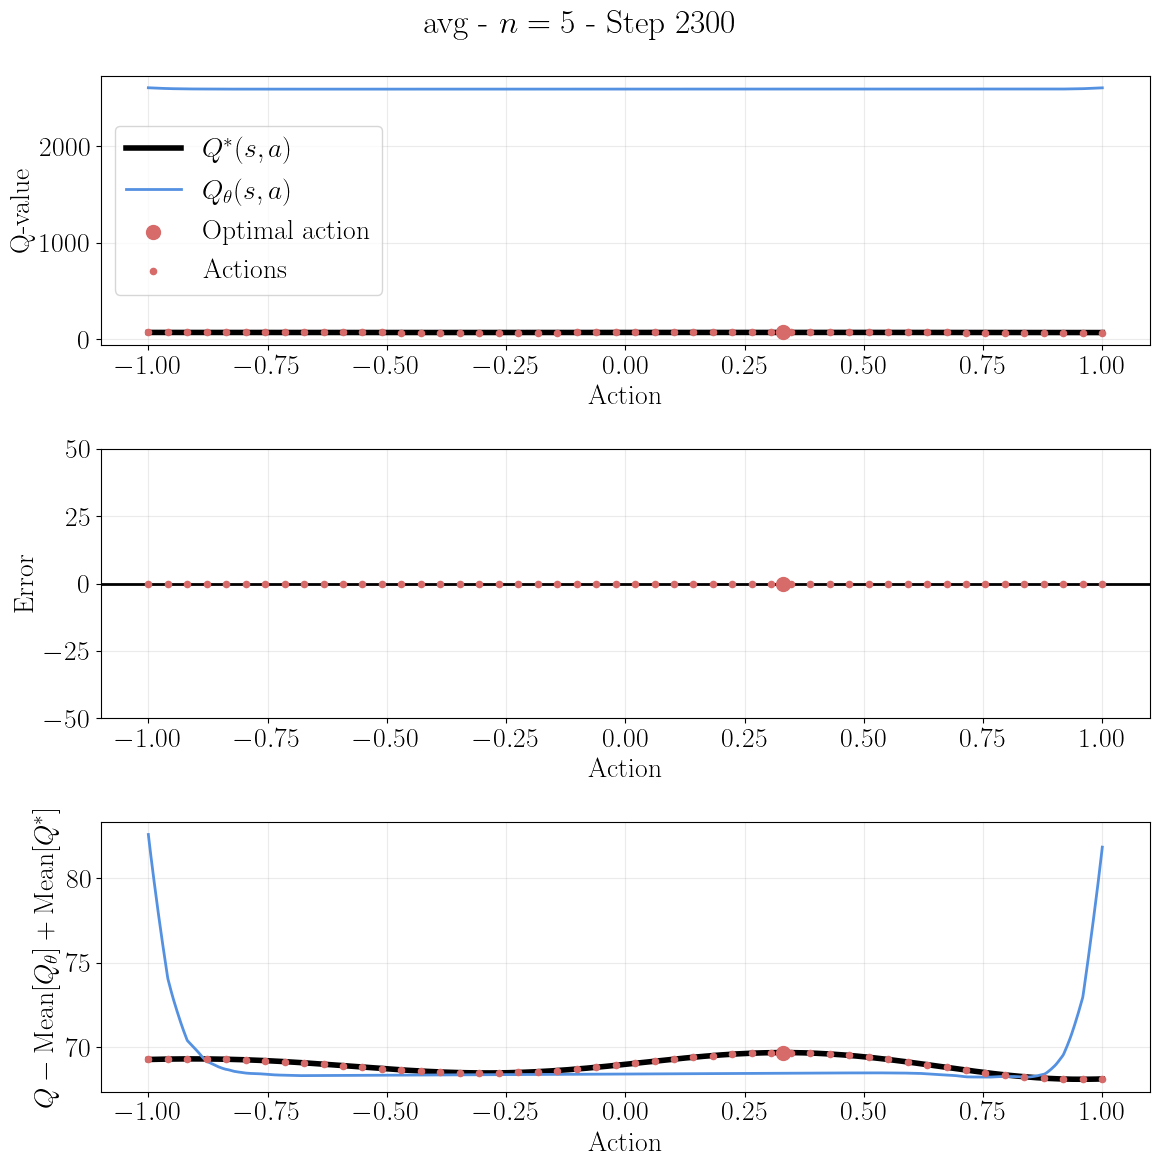 avg - n = 5 - Step 2300
Q-value
2000
1000
0
Q*(s, a)
Qθ(s, a)
Optimal action
Actions
−1.00 −0.75 −0.50 −0.25 0.00 0.25 0.50 0.75 1.00
Action
Error
50
25
0
−25
−50
−1.00 −0.75 −0.50 −0.25 0.00 0.25 0.50 0.75 1.00
Action
Q − Mean[Qθ] + Mean[Q*]
80
75
70
−1.00 −0.75 −0.50 −0.25 0.00 0.25 0.50 0.75 1.00
Action